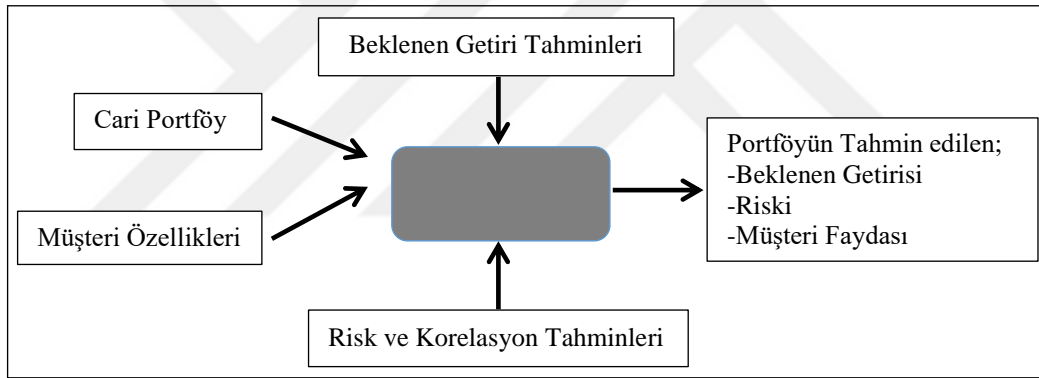 Beklenen Getiri Tahminleri
Cari Portföy
Müşteri Özellikleri
Portföyün Tahmin edilen;
-Beklenen Getirisi
-Riski
-Müşteri Faydası
Risk ve Korelasyon Tahminleri